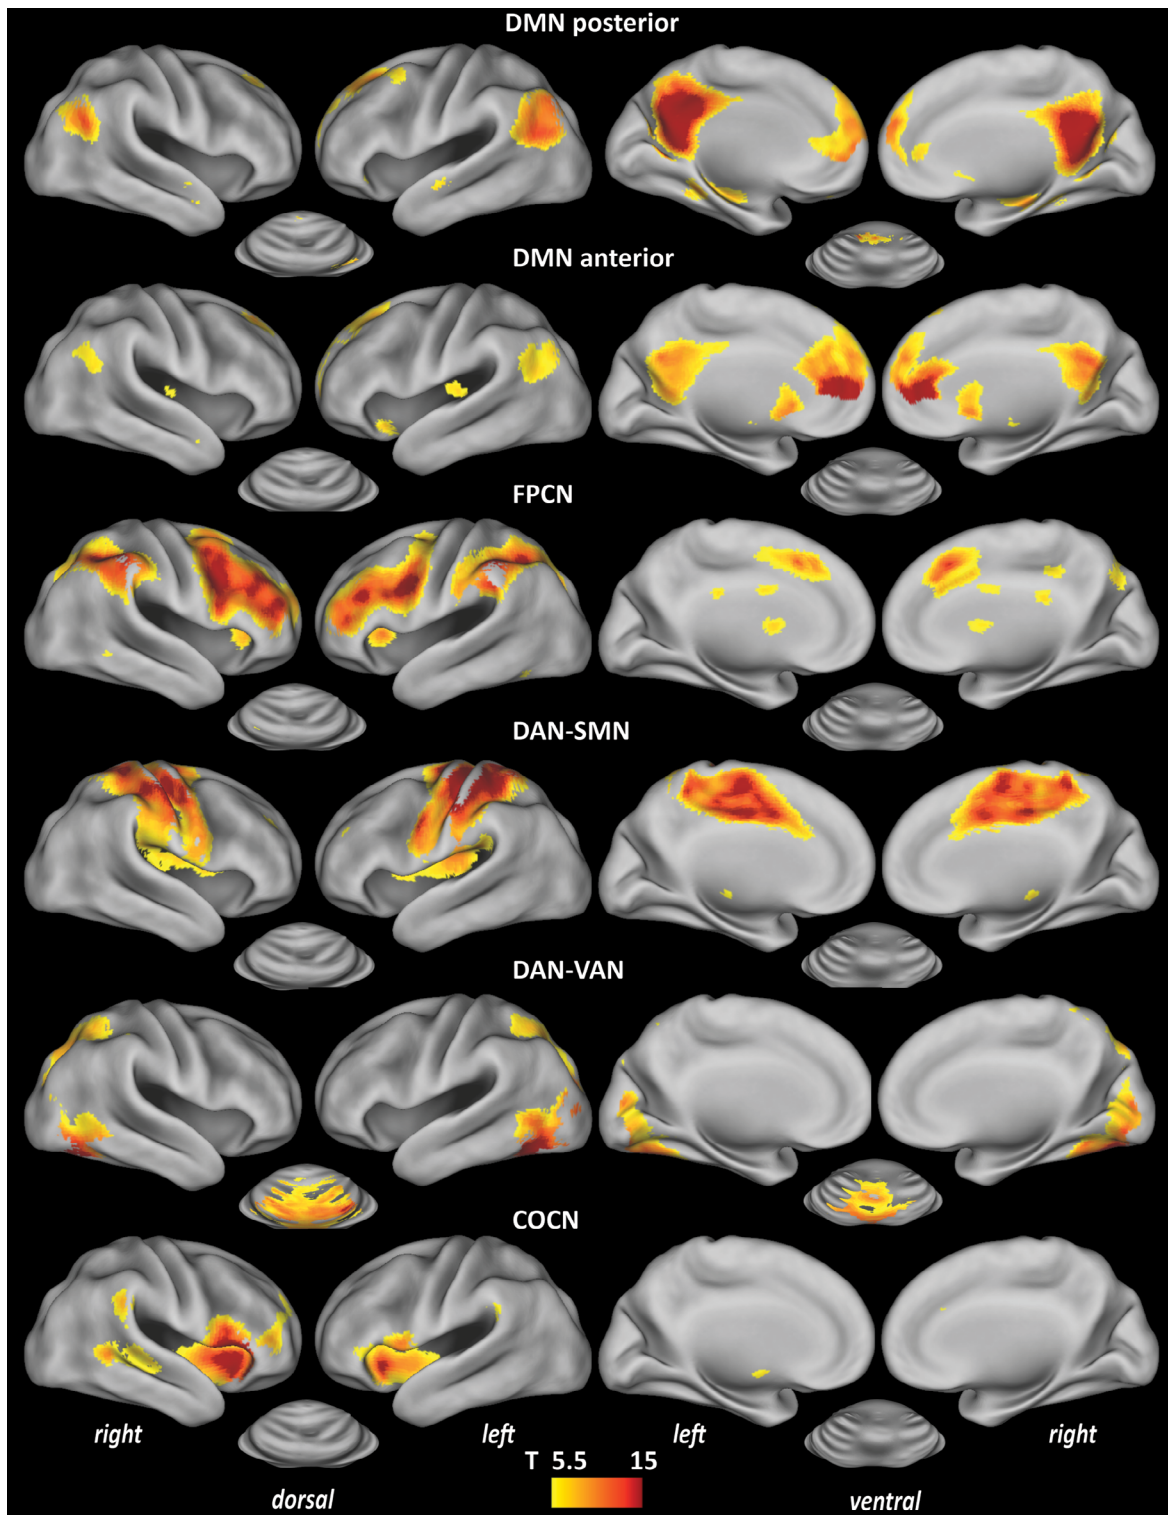 DMN posterior
DMN anterior
FPCN
DAN-SMN
DAN-VAN
COCN
right
left
left
right
T 5.5 15
dorsal
ventral